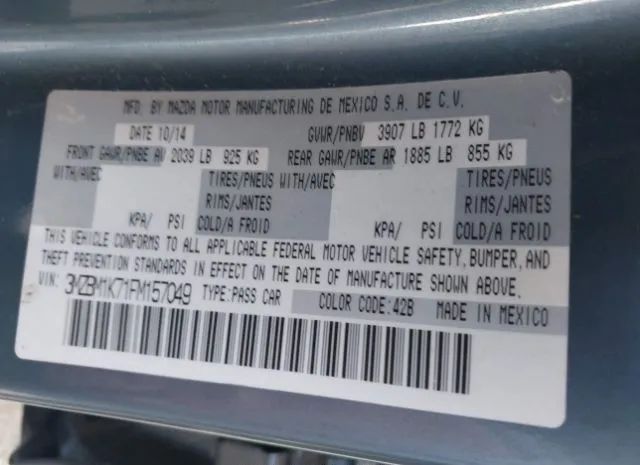 MFD. BY MAZDA MOTOR MANUFACTURING DE MEXICO S.A. DE C.V.
DATE 10/14 GVWR/PNBV 3907 LB 1772 KG
FRONT GAWR/PNBE AV 2039 LB 925 KG REAR GAWR/PNBE AR 1885 LB 855 KG
WITH/AVEC TIRES/PNEUS WITH/AVEC TIRES/PNEUS
RIMS/JANTES RIMS/JANTES
KPA/ PSI COLD/A FROID KPA/ PSI COLD/A FROID
THIS VEHICLE CONFORMS TO ALL APPLICABLE FEDERAL MOTOR VEHICLE SAFETY, BUMPER, AND
THEFT PREVENTION STANDARDS IN EFFECT ON THE DATE OF MANUFACTURE SHOWN ABOVE.
VIN: 3MZBM1K71FM157049 TYPE:PASS CAR COLOR CODE:42B MADE IN MEXICO